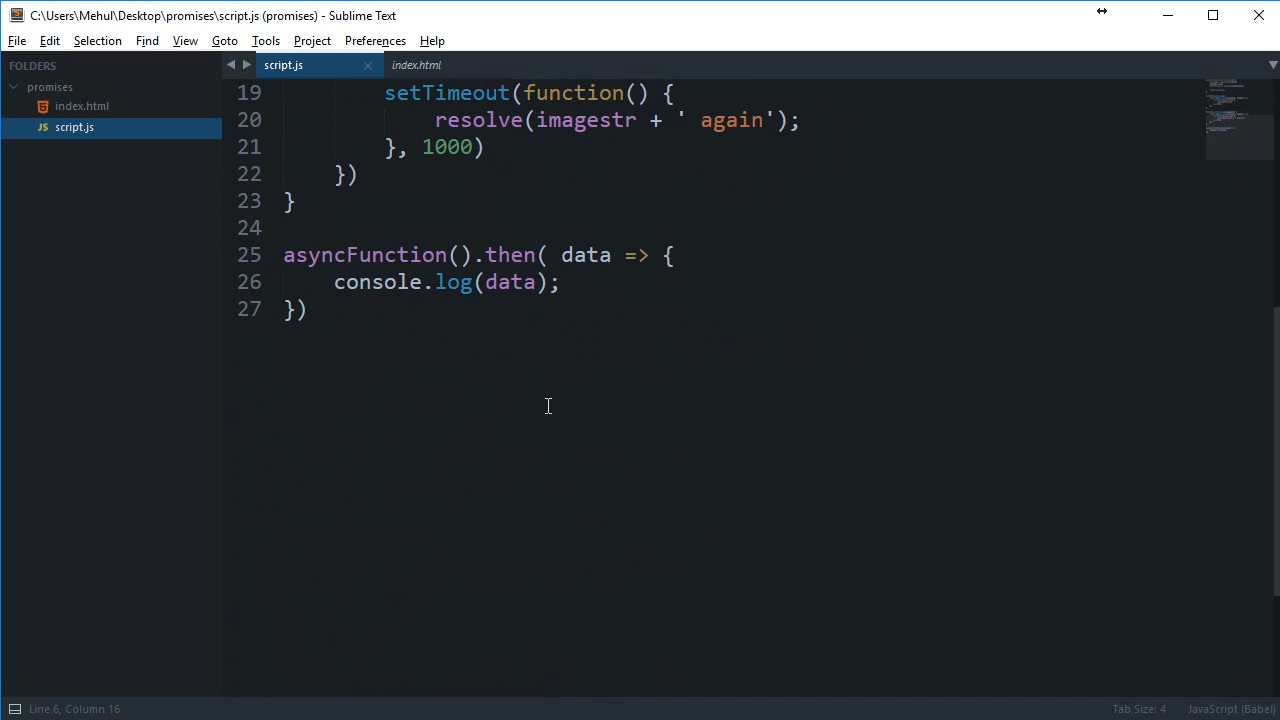 C:\Users\Mehul\Desktop\promises\script.js (promises) - Sublime Text
File Edit Selection Find View Goto Tools Project Preferences Help
FOLDERS
promises
index.html
JS script.js
script.js index.html
19 setTimeout(function() {
20 resolve(imagestr + ' again');
21 }, 1000)
22 })
23 }
24
25 asyncFunction().then( data => {
26 console.log(data);
27 })
Line 6, Column 16 Tab Size: 4 JavaScript (Babel)